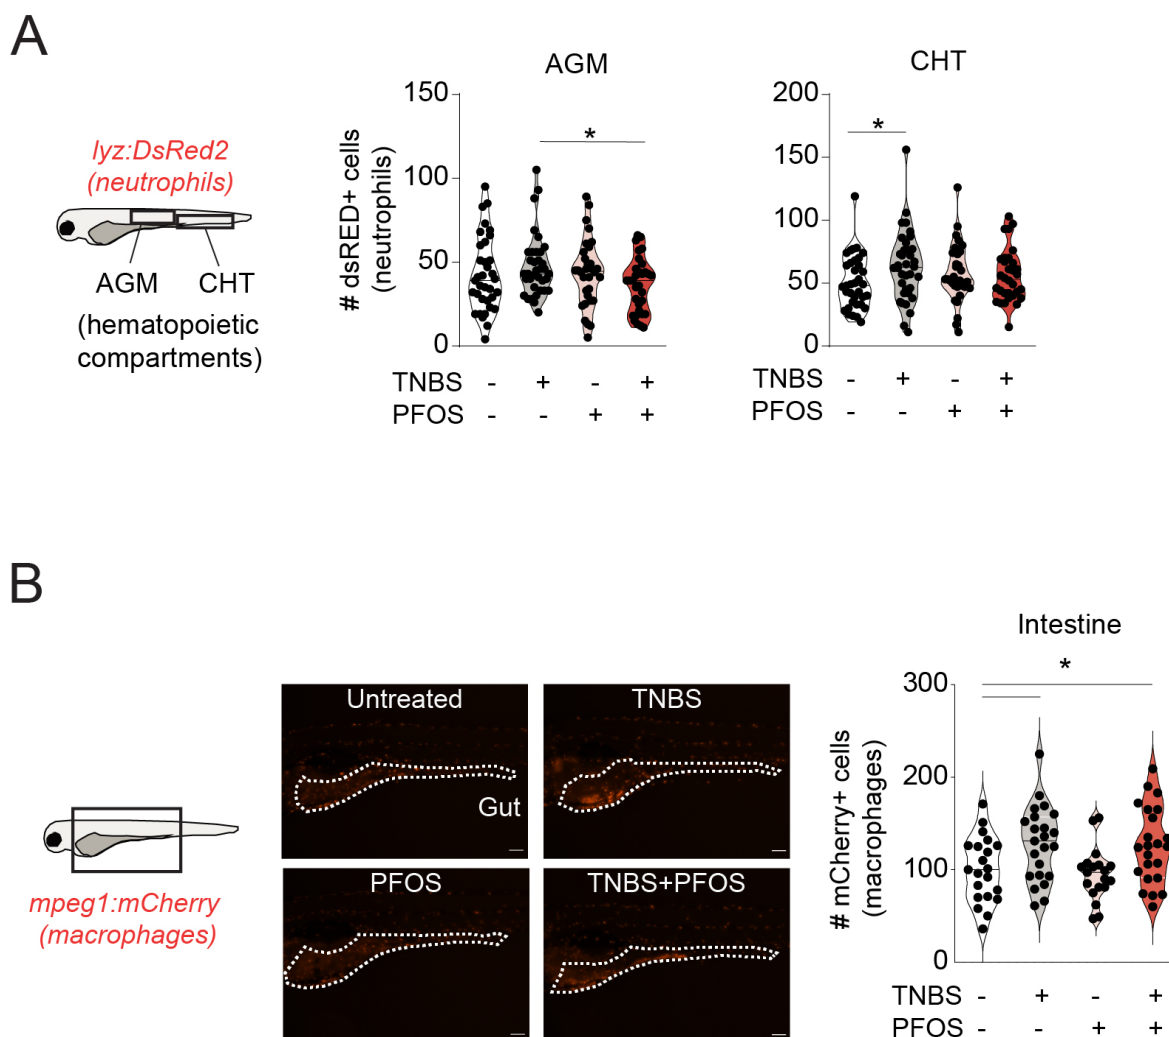 A
AGM
CHT
lyz:DsRed2
(neutrophils)
AGM CHT
(hematopoietic
compartments)
# dsRED+ cells
(neutrophils)
150
100
50
0
*
TNBS - + - +
PFOS - - + +
200
150
100
50
0
*
TNBS - + - +
PFOS - - + +
B
mpeg1:mCherry
(macrophages)
Untreated
Gut
TNBS
PFOS
TNBS+PFOS
Intestine
*
# mCherry+ cells
(macrophages)
300
200
100
0
TNBS - + - +
PFOS - - + +